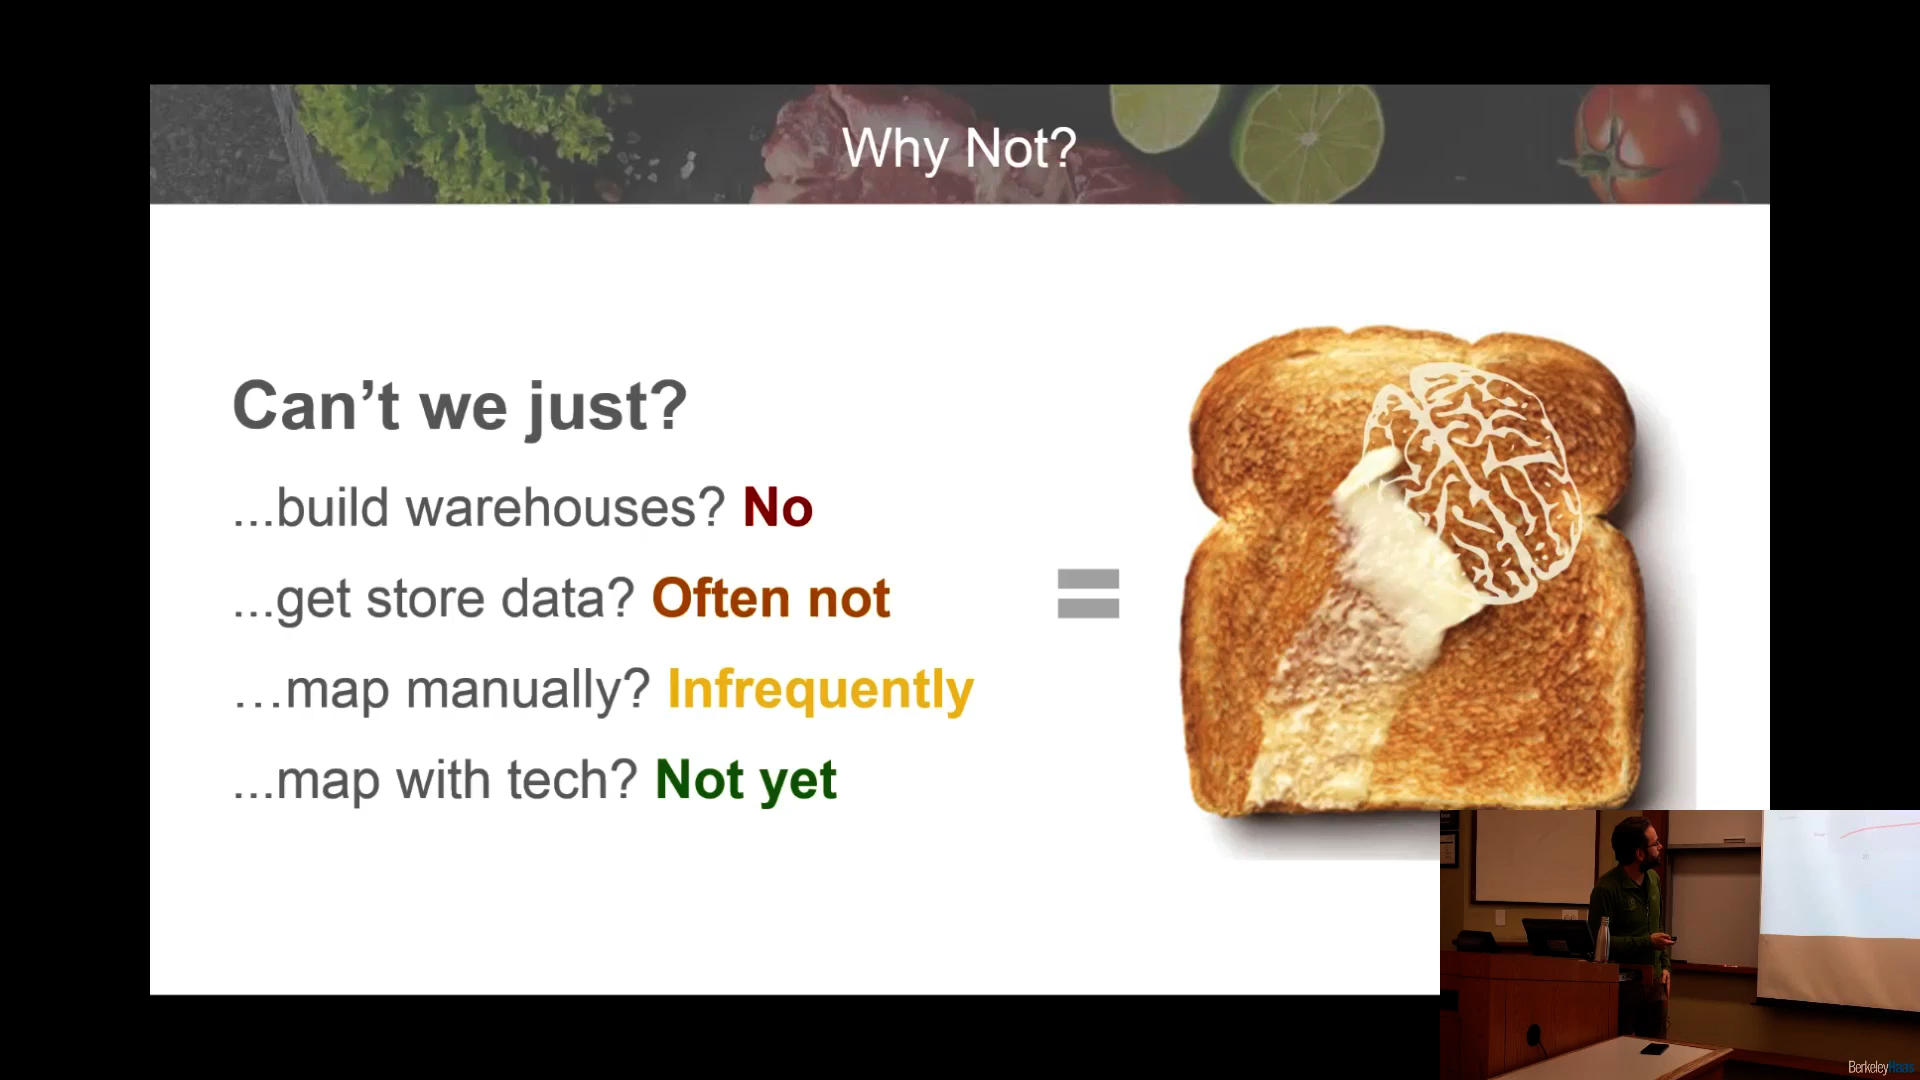 Why Not?
Can’t we just?
...build warehouses? No
...get store data? Often not
...map manually? Infrequently
...map with tech? Not yet
=
BerkeleyHaas